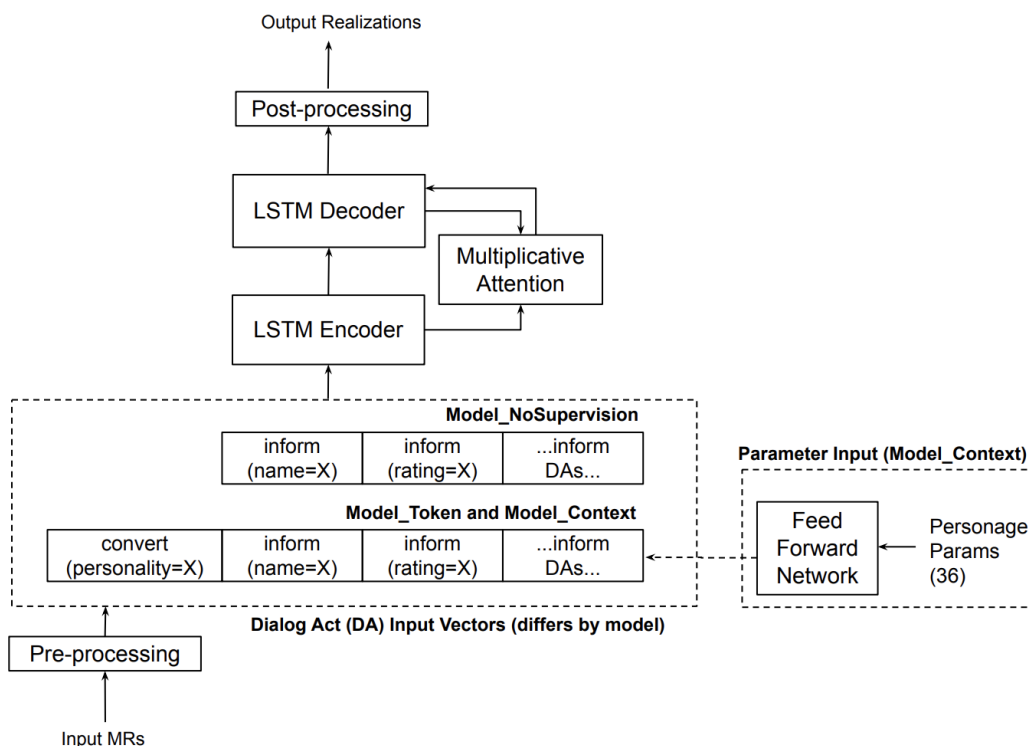 Output Realizations
Post-processing
LSTM Decoder
Multiplicative
Attention
LSTM Encoder
Model_NoSupervision
inform
(name=X)
inform
(rating=X)
...inform
DAs...
Model_Token and Model_Context
convert
(personality=X)
inform
(name=X)
inform
(rating=X)
...inform
DAs...
Parameter Input (Model_Context)
Feed
Forward
Network
Personage
Params
(36)
Dialog Act (DA) Input Vectors (differs by model)
Pre-processing
Input MRs